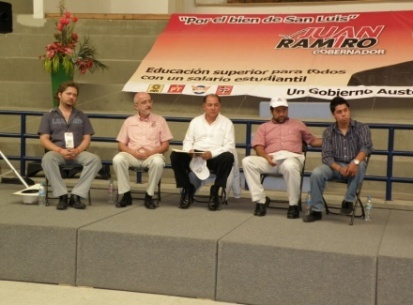 "Por el bien de San Luis"
JUAN
RAMIRO
GOBERNADOR
Educación superior para todos
con un salario estudiantil
Un Gobierno Auste